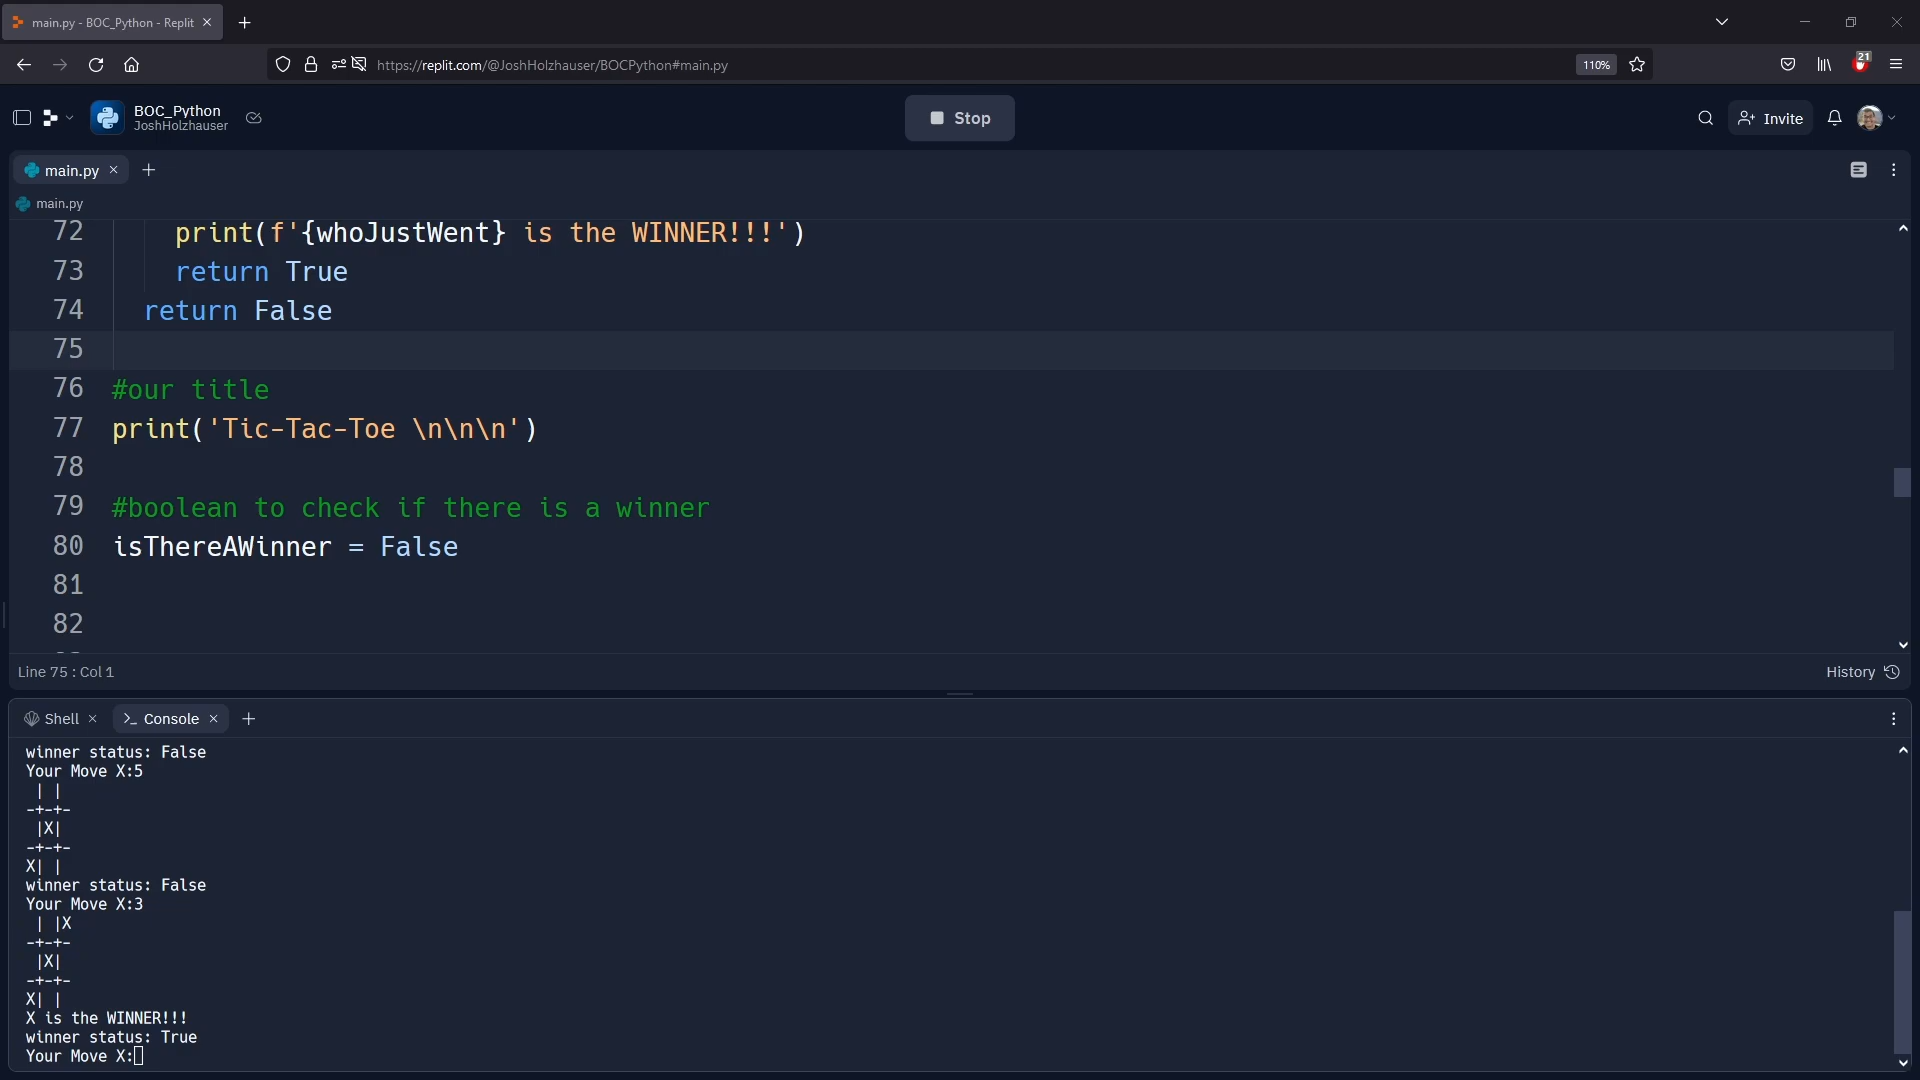 main.py - BOC_Python - Replit
https://replit.com/@JoshHolzhauser/BOCPython#main.py
110%
21
BOC_Python
JoshHolzhauser
Stop
Invite
main.py
main.py
72 print(f'{whoJustWent} is the WINNER!!!')
73 return True
74 return False
75
76 #our title
77 print('Tic-Tac-Toe \n\n\n')
78
79 #boolean to check if there is a winner
80 isThereAWinner = False
81
82
Line 75 : Col 1
History
Shell
Console
winner status: False
Your Move X:5
 | |
-+-+-
 |X|
-+-+-
X| |
winner status: False
Your Move X:3
 | |X
-+-+-
 |X|
-+-+-
X| |
X is the WINNER!!!
winner status: True
Your Move X: